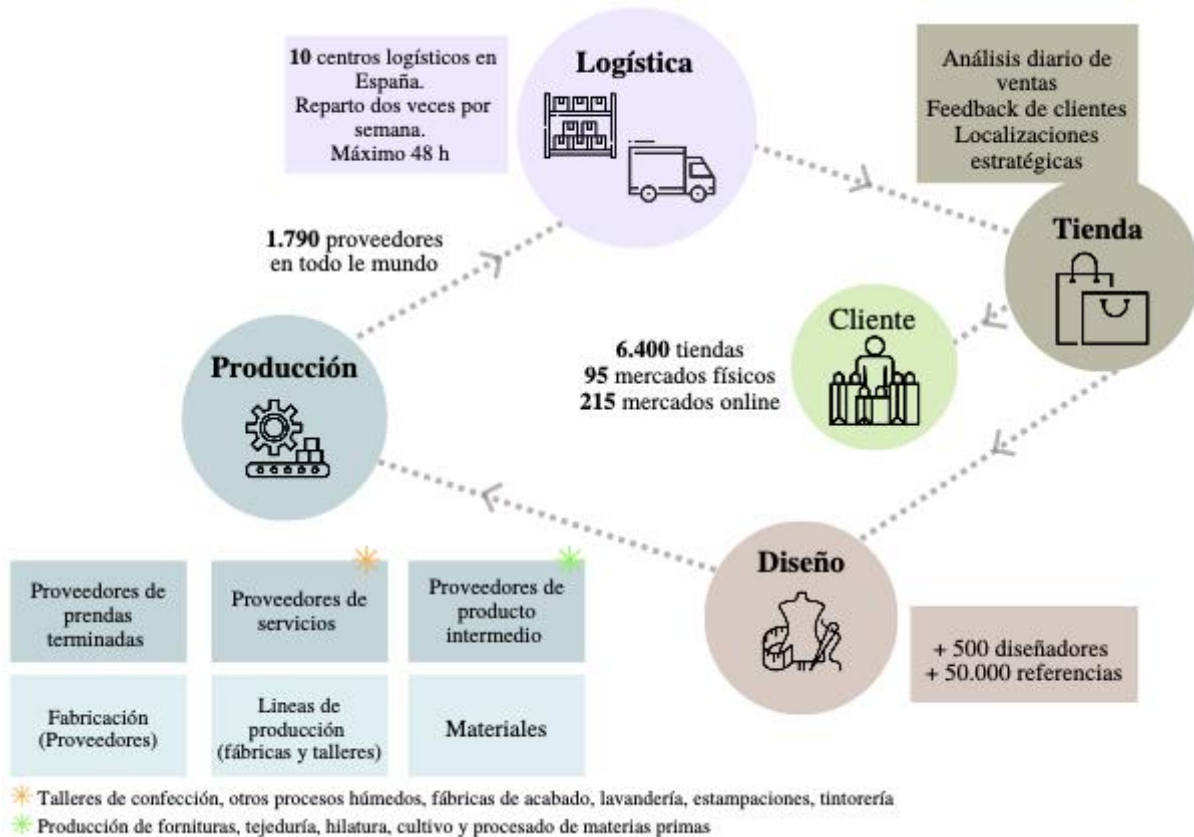 10 centros logísticos en
España.
Reparto dos veces por
semana.
Máximo 48 h
Logística
Análisis diario de
ventas
Feedback de clientes
Localizaciones
estratégicas
Tienda
1.790 proveedores
en todo le mundo
Cliente
6.400 tiendas
95 mercados físicos
215 mercados online
Producción
Diseño
+ 500 diseñadores
+ 50.000 referencias
Proveedores de
prendas
terminadas
Proveedores de
servicios
Proveedores de
producto
intermedio
Fabricación
(Proveedores)
Lineas de
producción
(fábricas y talleres)
Materiales
Talleres de confección, otros procesos húmedos, fábricas de acabado, lavandería, estampaciones, tintorería
Producción de fornituras, tejeduría, hilatura, cultivo y procesado de materias primas